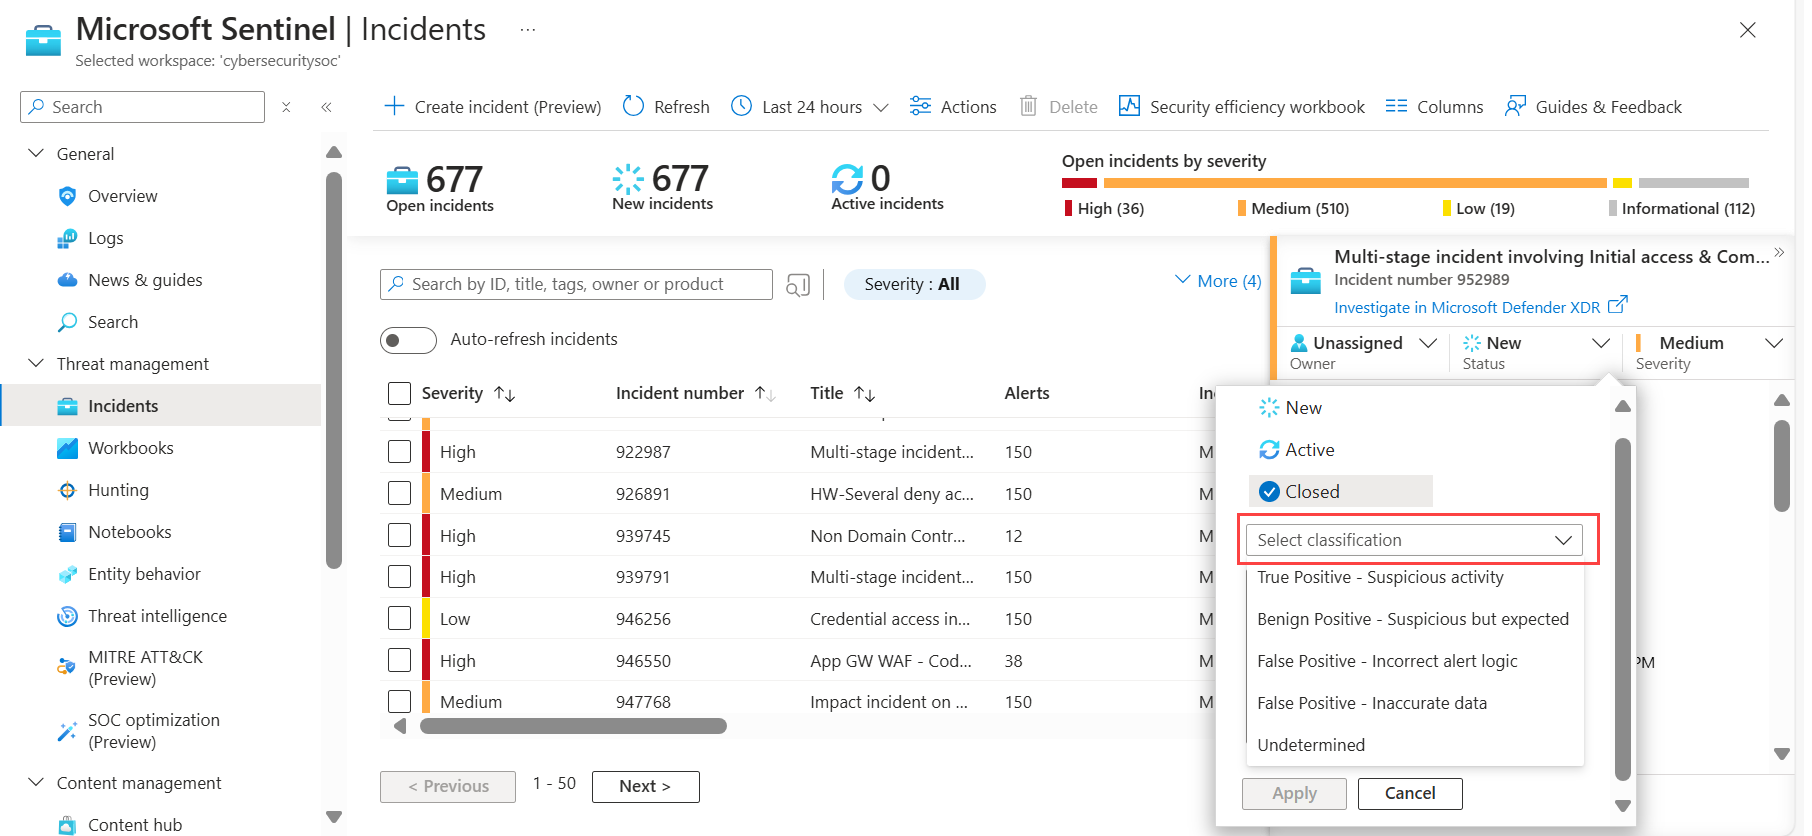 Microsoft Sentinel | Incidents ...
Selected workspace: 'cybersecuritysoc'
Search
Create incident (Preview) Refresh Last 24 hours Actions Delete Security efficiency workbook Columns Guides & Feedback
General
Overview
Logs
News & guides
Search
Threat management
Incidents
Workbooks
Hunting
Notebooks
Entity behavior
Threat intelligence
MITRE ATT&CK
(Preview)
SOC optimization
(Preview)
Content management
Content hub
677
Open incidents
677
New incidents
0
Active incidents
Open incidents by severity
High (36) Medium (510) Low (19) Informational (112)
Search by ID, title, tags, owner or product
Severity : All
More (4)
Auto-refresh incidents
Severity Incident number Title Alerts
High 922987 Multi-stage incident... 150 M
Medium 926891 HW-Several deny ac... 150 M
High 939745 Non Domain Contr... 12 M
High 939791 Multi-stage incident... 150 M
Low 946256 Credential access in... 150 M
High 946550 App GW WAF - Cod... 38 M
Medium 947768 Impact incident on ... 150 M
< Previous 1 - 50 Next >
Multi-stage incident involving Initial access & Com...
Incident number 952989
Investigate in Microsoft Defender XDR
Unassigned
Owner
New
Status
Medium
Severity
New
Active
Closed
Select classification
True Positive - Suspicious activity
Benign Positive - Suspicious but expected
False Positive - Incorrect alert logic
False Positive - Inaccurate data
Undetermined
Apply Cancel
PM